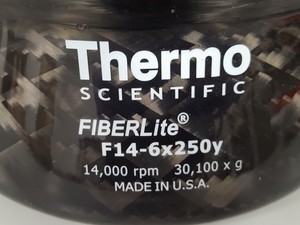 Thermo
SCIENTIFIC
FIBERLite®
F14-6x250y
14,000 rpm 30,100 x g
MADE IN U.S.A.